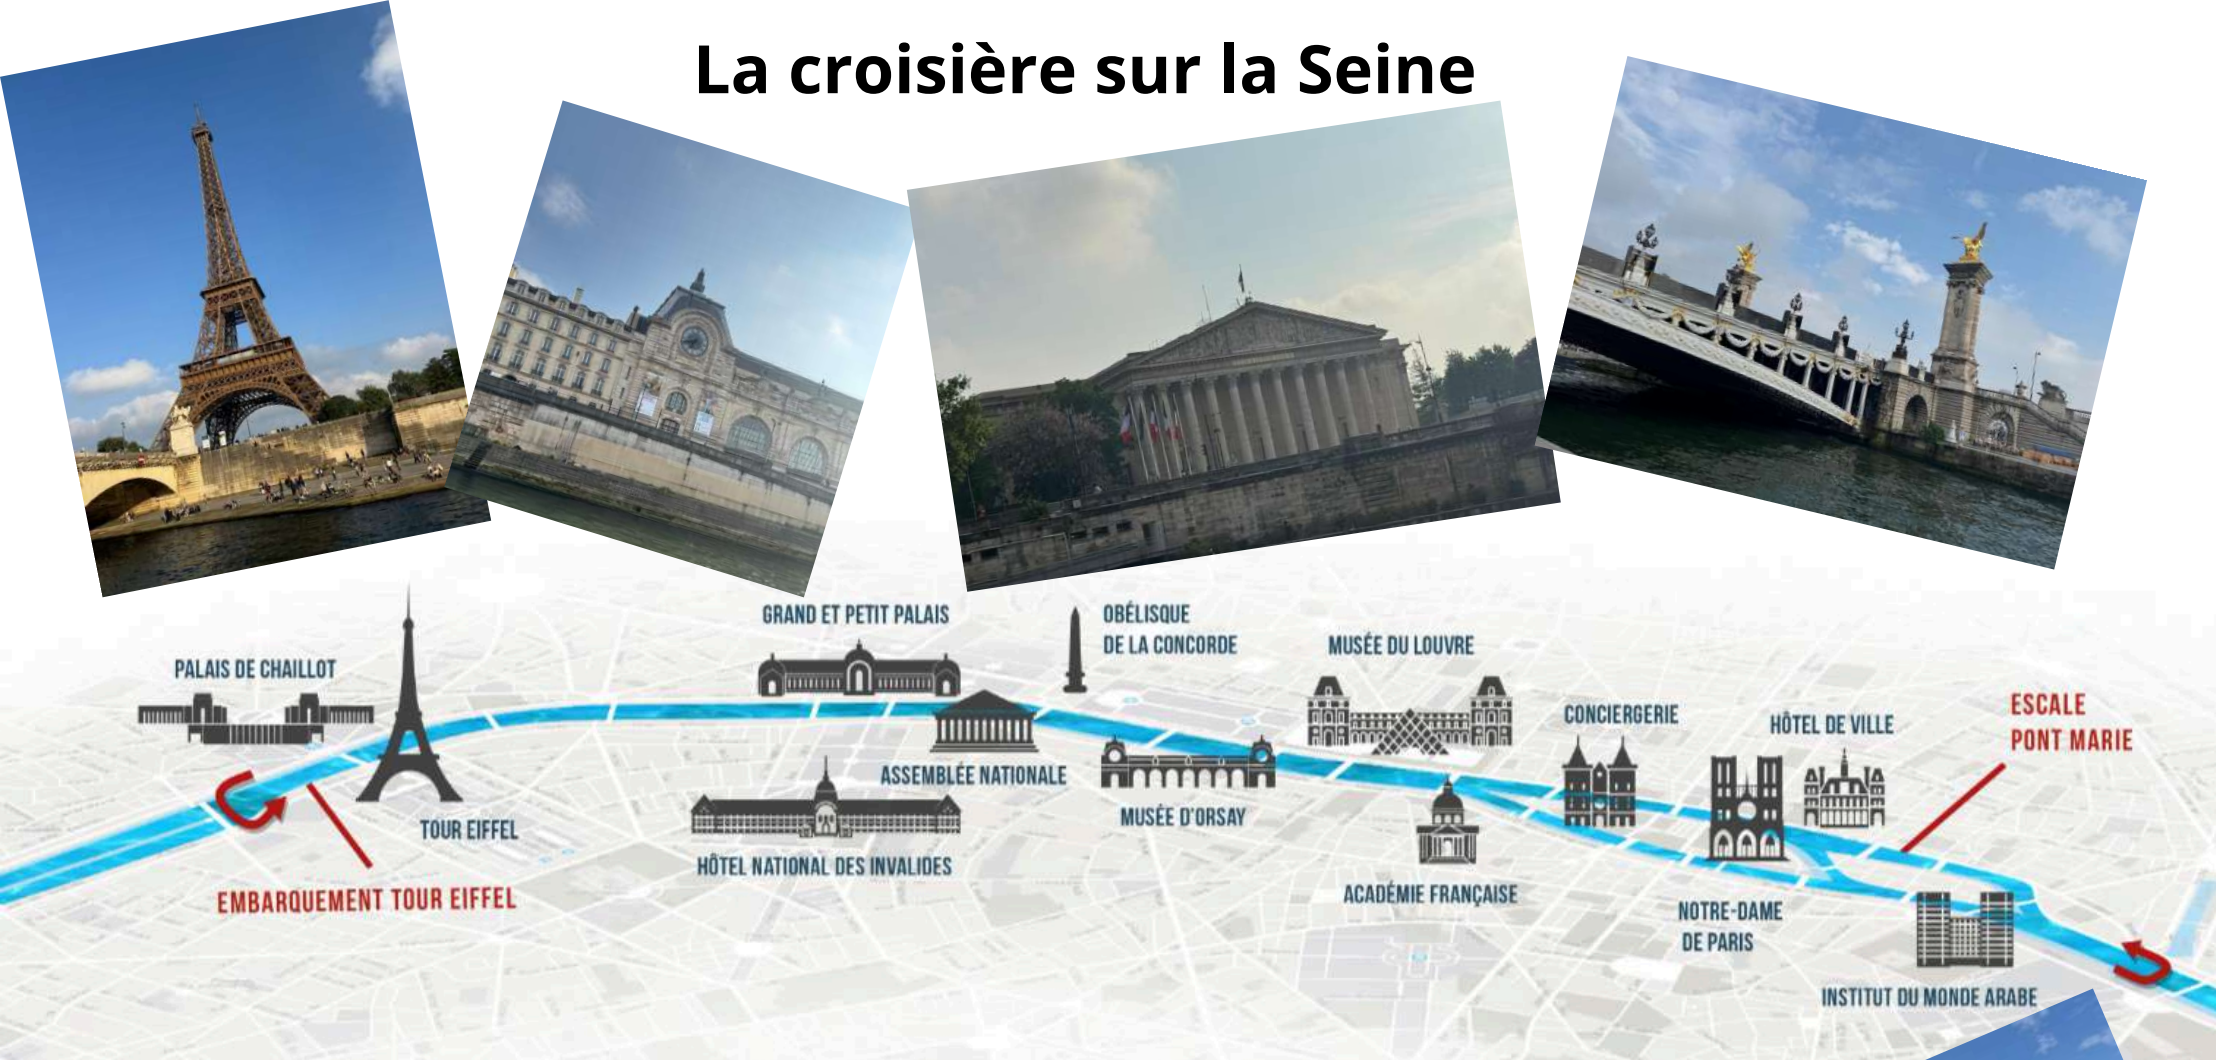 La croisière sur la Seine
GRAND ET PETIT PALAIS
OBÉLISQUE
DE LA CONCORDE
MUSÉE DU LOUVRE
PALAIS DE CHAILLOT
ESCALE
PONT MARIE
CONCIERGERIE
HÔTEL DE VILLE
ASSEMBLÉE NATIONALE
MUSÉE D'ORSAY
TOUR EIFFEL
HÔTEL NATIONAL DES INVALIDES
EMBARQUEMENT TOUR EIFFEL
ACADÉMIE FRANÇAISE
NOTRE-DAME
DE PARIS
INSTITUT DU MONDE ARABE